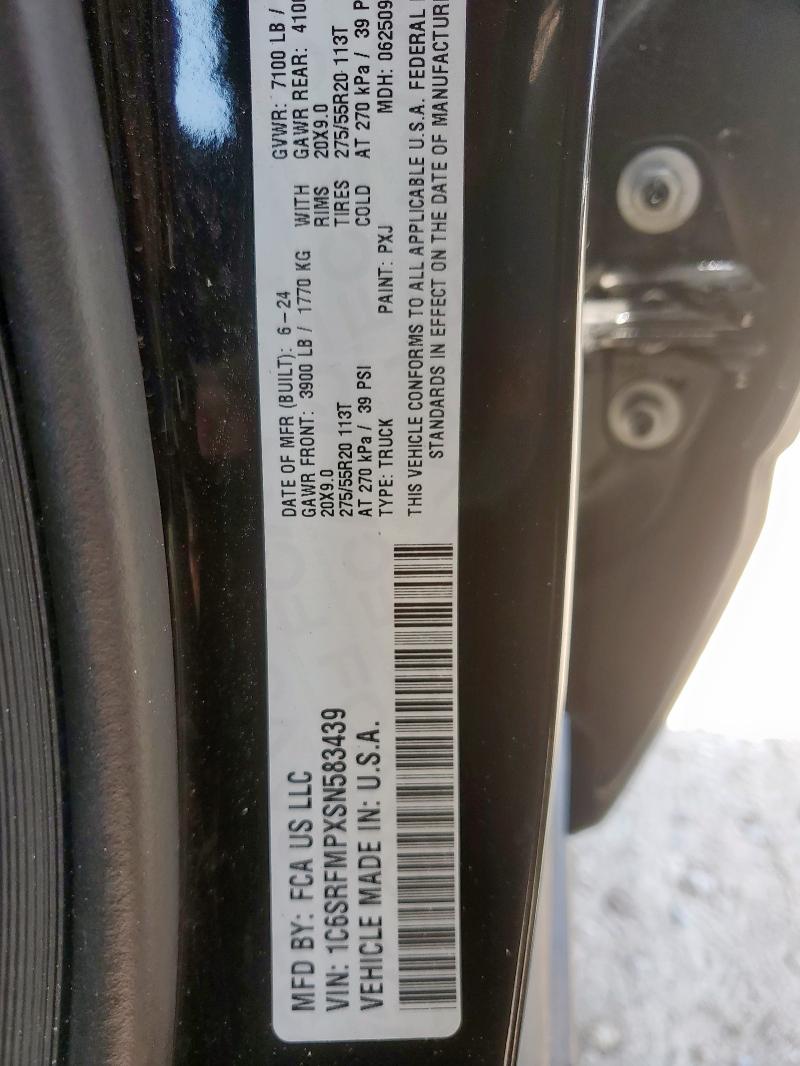 MFD BY: FCA US LLC
VIN: 1C6SRFMPXSN583439
VEHICLE MADE IN: U.S.A.
DATE OF MFR (BUILT): 6-24 GVWR: 7100 LB /
GAWR FRONT: 3900 LB / 1770 KG WITH GAWR REAR: 410
20X9.0 RIMS 20X9.0
275/55R20 113T TIRES 275/55R20 113T
AT 270 kPa / 39 PSI COLD AT 270 kPa / 39 P
TYPE: TRUCK PAINT: PXJ MDH: 062509
THIS VEHICLE CONFORMS TO ALL APPLICABLE U.S.A. FEDERAL
STANDARDS IN EFFECT ON THE DATE OF MANUFACTUR